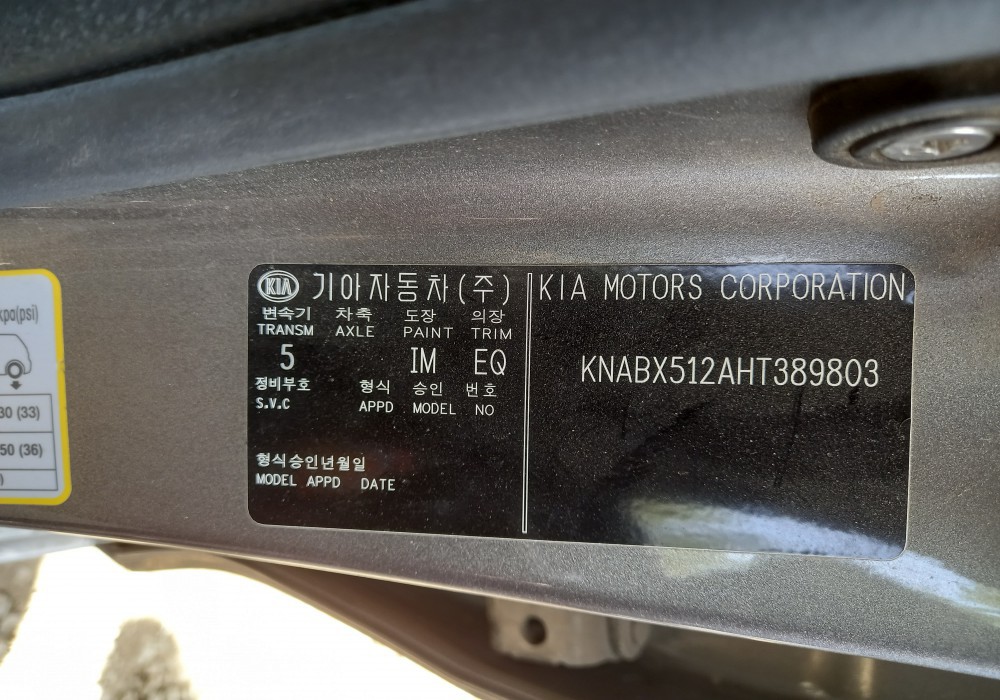 kpa(psi)
30 (33)
50 (36)
)
KIA 기아자동차(주)
변속기 차축 도장 의장
TRANSM AXLE PAINT TRIM
5 IM EQ
정비부호 형식 승인 번호
S.V.C APPD MODEL NO
형식승인년월일
MODEL APPD DATE
KIA MOTORS CORPORATION
KNABX512AHT389803